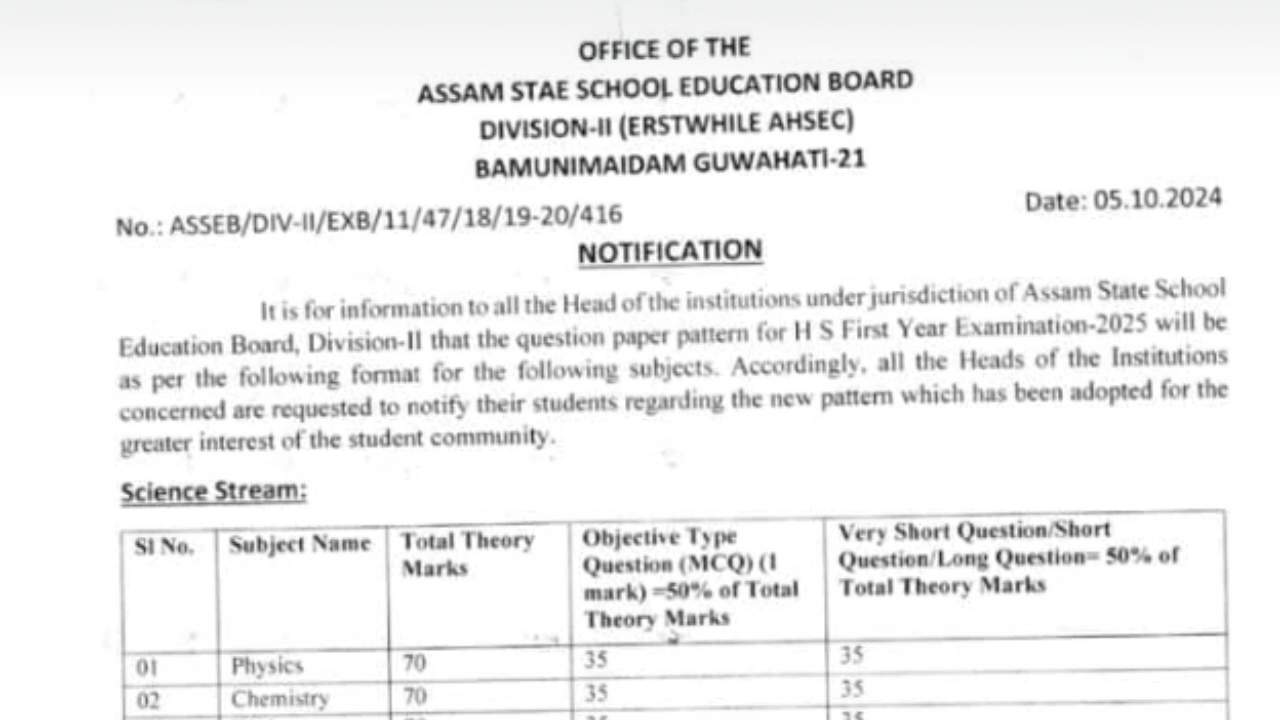 OFFICE OF THE
ASSAM STAE SCHOOL EDUCATION BOARD
DIVISION-II (ERSTWHILE AHSEC)
BAMUNIMAIDAM GUWAHATI-21
No.: ASSEB/DIV-II/EXB/11/47/18/19-20/416
Date: 05.10.2024
NOTIFICATION
It is for information to all the Head of the institutions under jurisdiction of Assam State School
Education Board, Division-II that the question paper pattern for H S First Year Examination-2025 will be
as per the following format for the following subjects. Accordingly, all the Heads of the Institutions
concerned are requested to notify their students regarding the new pattern which has been adopted for the
greater interest of the student community.
Science Stream:
Sl No.
Subject Name
Total Theory
Marks
Objective Type
Question (MCQ) (1
mark) =50% of Total
Theory Marks
Very Short Question/Short
Question/Long Question= 50% of
Total Theory Marks
01
Physics
70
35
35
02
Chemistry
70
35
35